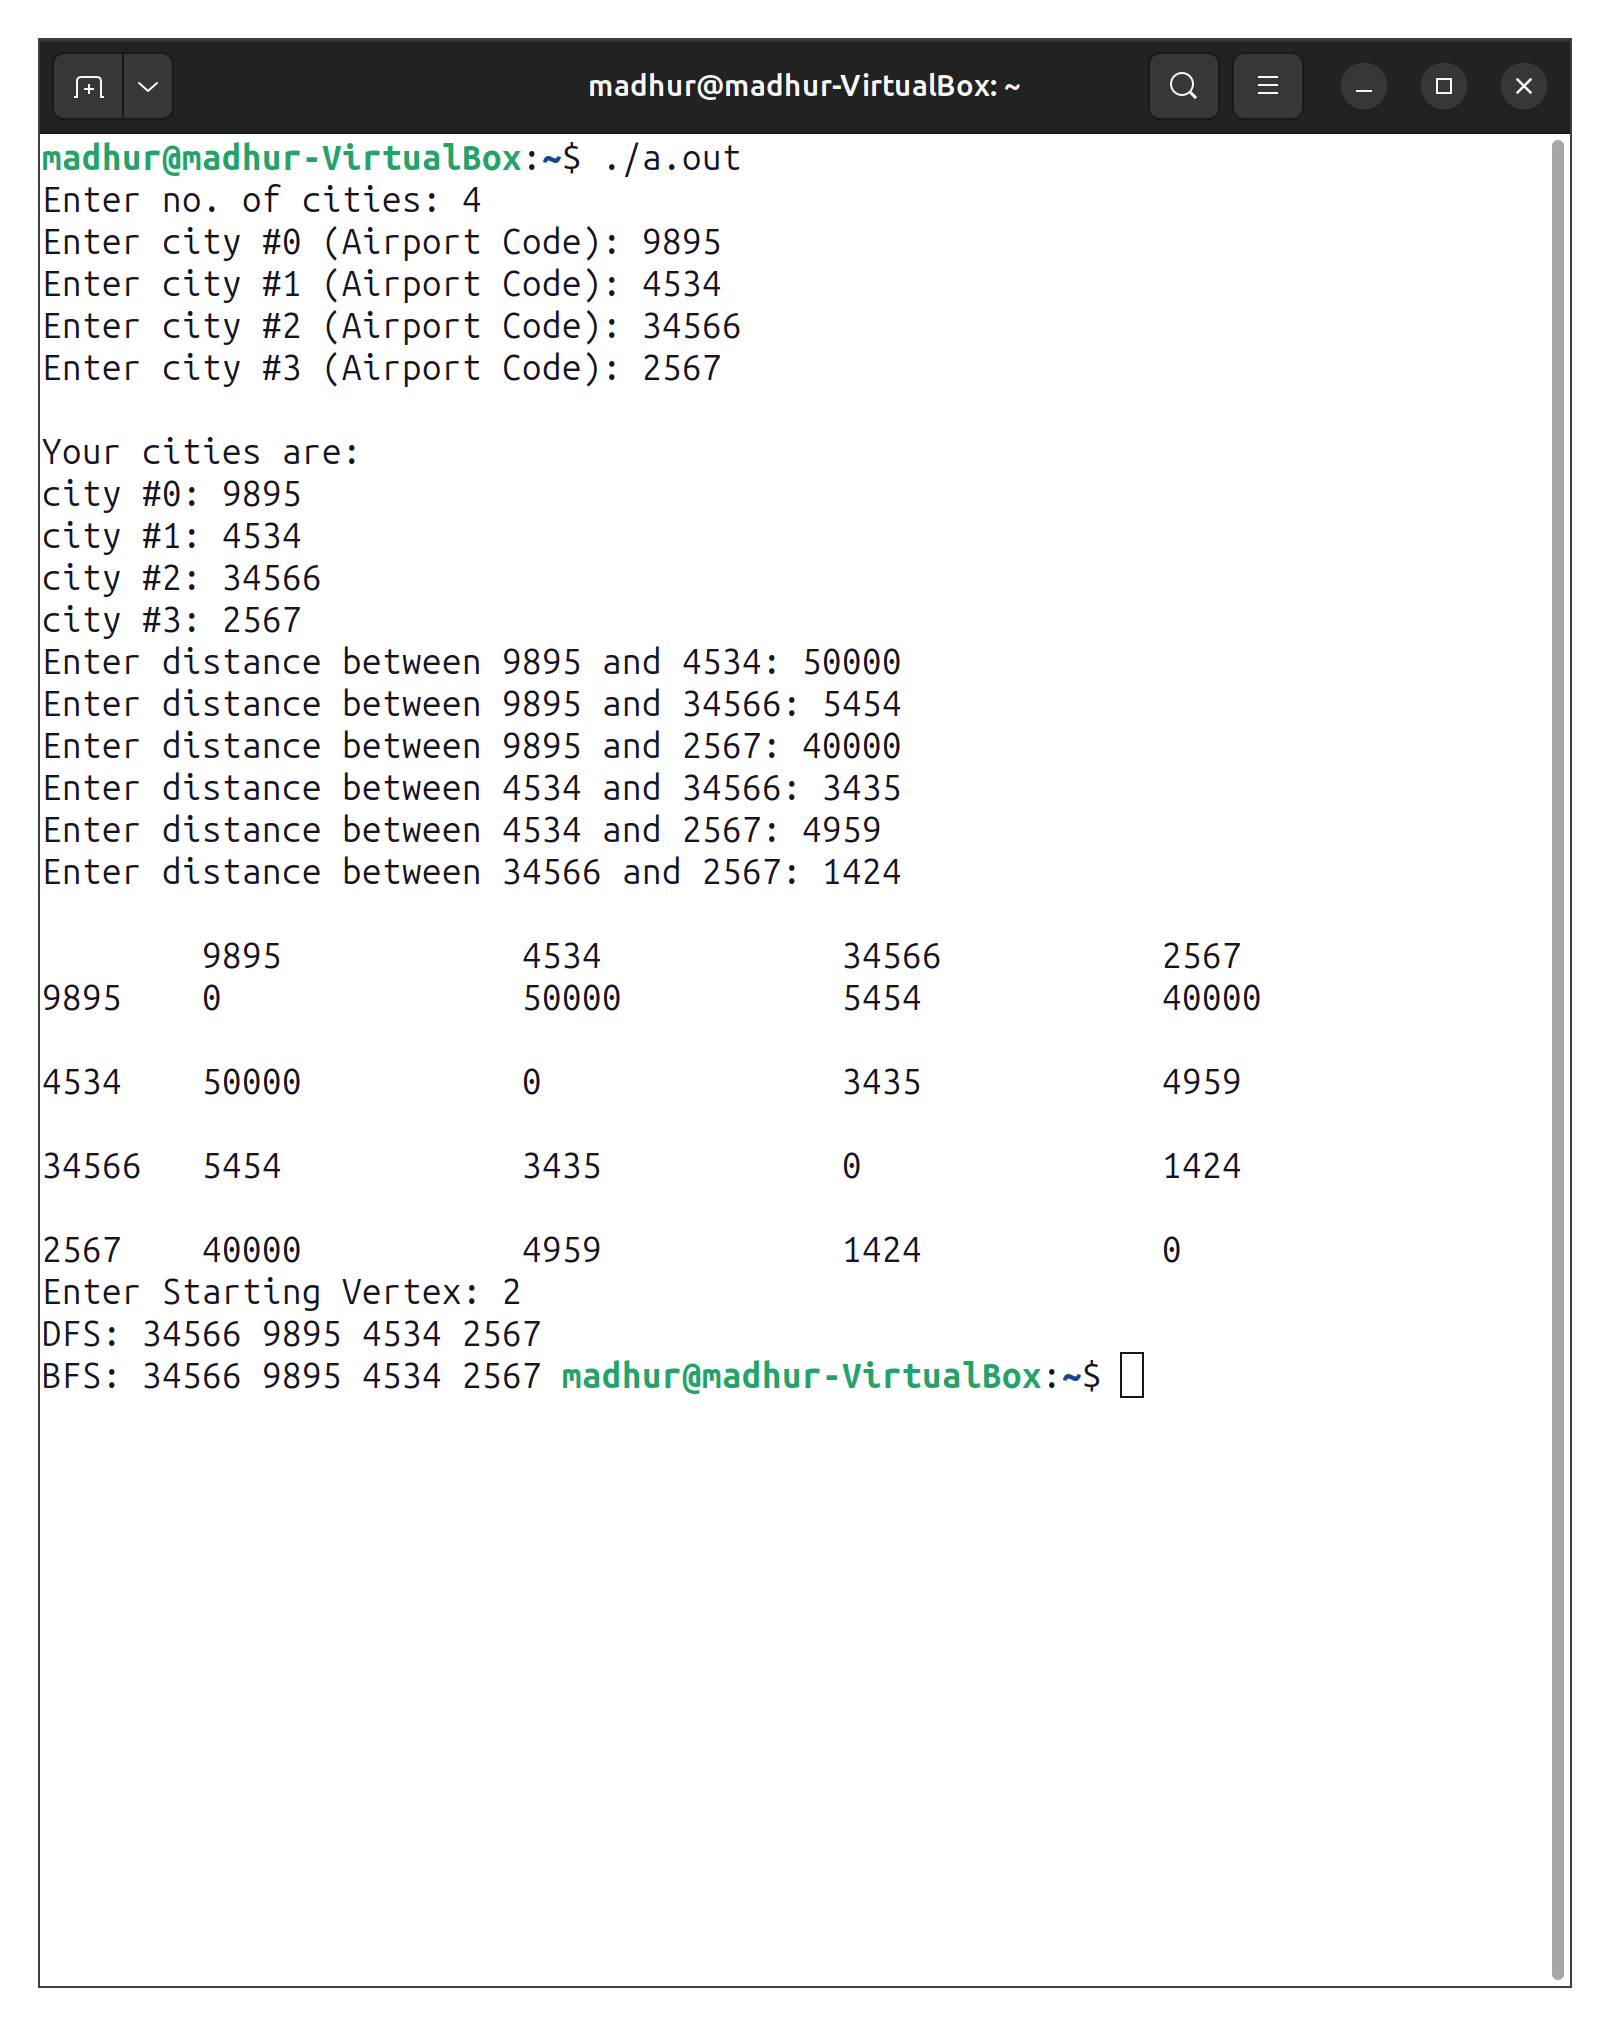 madhur@madhur-VirtualBox: ~
madhur@madhur-VirtualBox:~$ ./a.out
Enter no. of cities: 4
Enter city #0 (Airport Code): 9895
Enter city #1 (Airport Code): 4534
Enter city #2 (Airport Code): 34566
Enter city #3 (Airport Code): 2567
Your cities are:
city #0: 9895
city #1: 4534
city #2: 34566
city #3: 2567
Enter distance between 9895 and 4534: 50000
Enter distance between 9895 and 34566: 5454
Enter distance between 9895 and 2567: 40000
Enter distance between 4534 and 34566: 3435
Enter distance between 4534 and 2567: 4959
Enter distance between 34566 and 2567: 1424
9895 4534 34566 2567
9895 0 50000 5454 40000
4534 50000 0 3435 4959
34566 5454 3435 0 1424
2567 40000 4959 1424 0
Enter Starting Vertex: 2
DFS: 34566 9895 4534 2567
BFS: 34566 9895 4534 2567 madhur@madhur-VirtualBox:~$